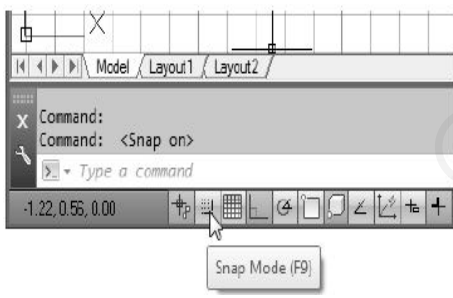 X
Model Layout1 Layout2
Command:
Command: <Snap on>
Type a command
-1.22, 0.56, 0.00
Snap Mode (F9)